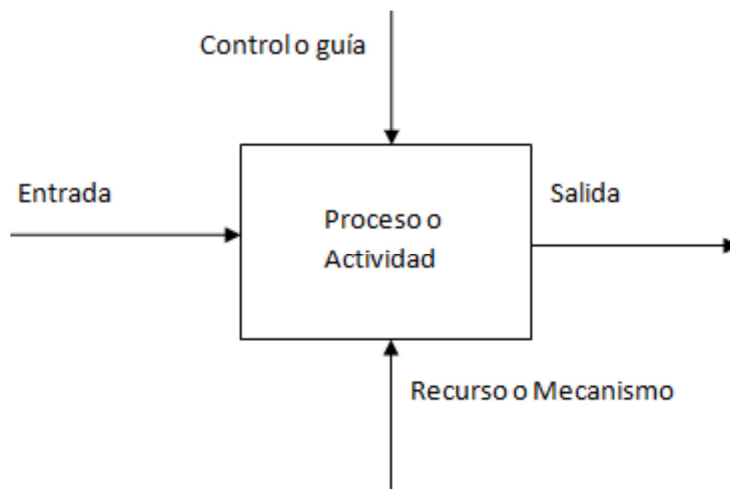 Control o guía
Entrada
Proceso o
Actividad
Salida
Recurso o Mecanismo